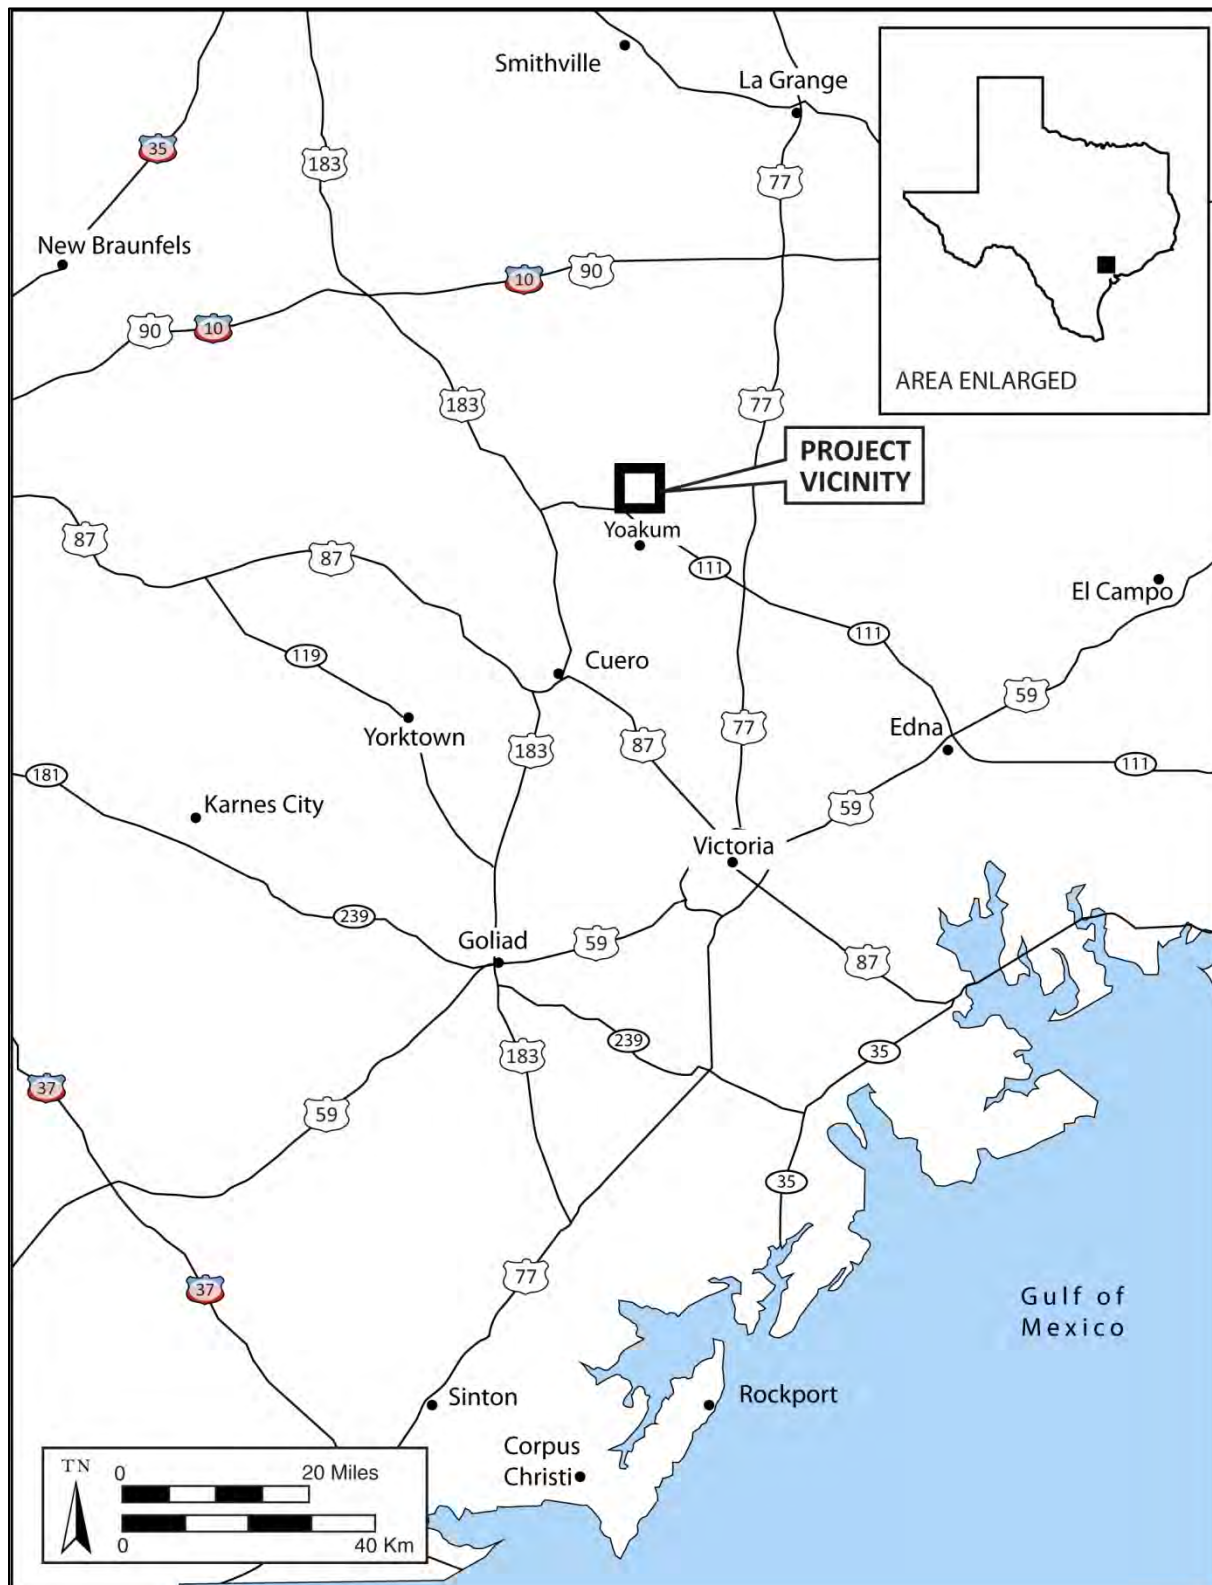 Smithville
La Grange
35
183
77
New Braunfels
10
90
90
10
AREA ENLARGED
183
77
PROJECT
VICINITY
Yoakum
87
87
111
El Campo
111
119
Cuero
59
Yorktown
183
87
77
Edna
181
111
Karnes City
59
Victoria
239
Goliad
59
87
183
239
35
37
59
35
37
77
Gulf of
Mexico
Sinton
Rockport
Corpus
Christi
TN
0
20 Miles
0
40 Km